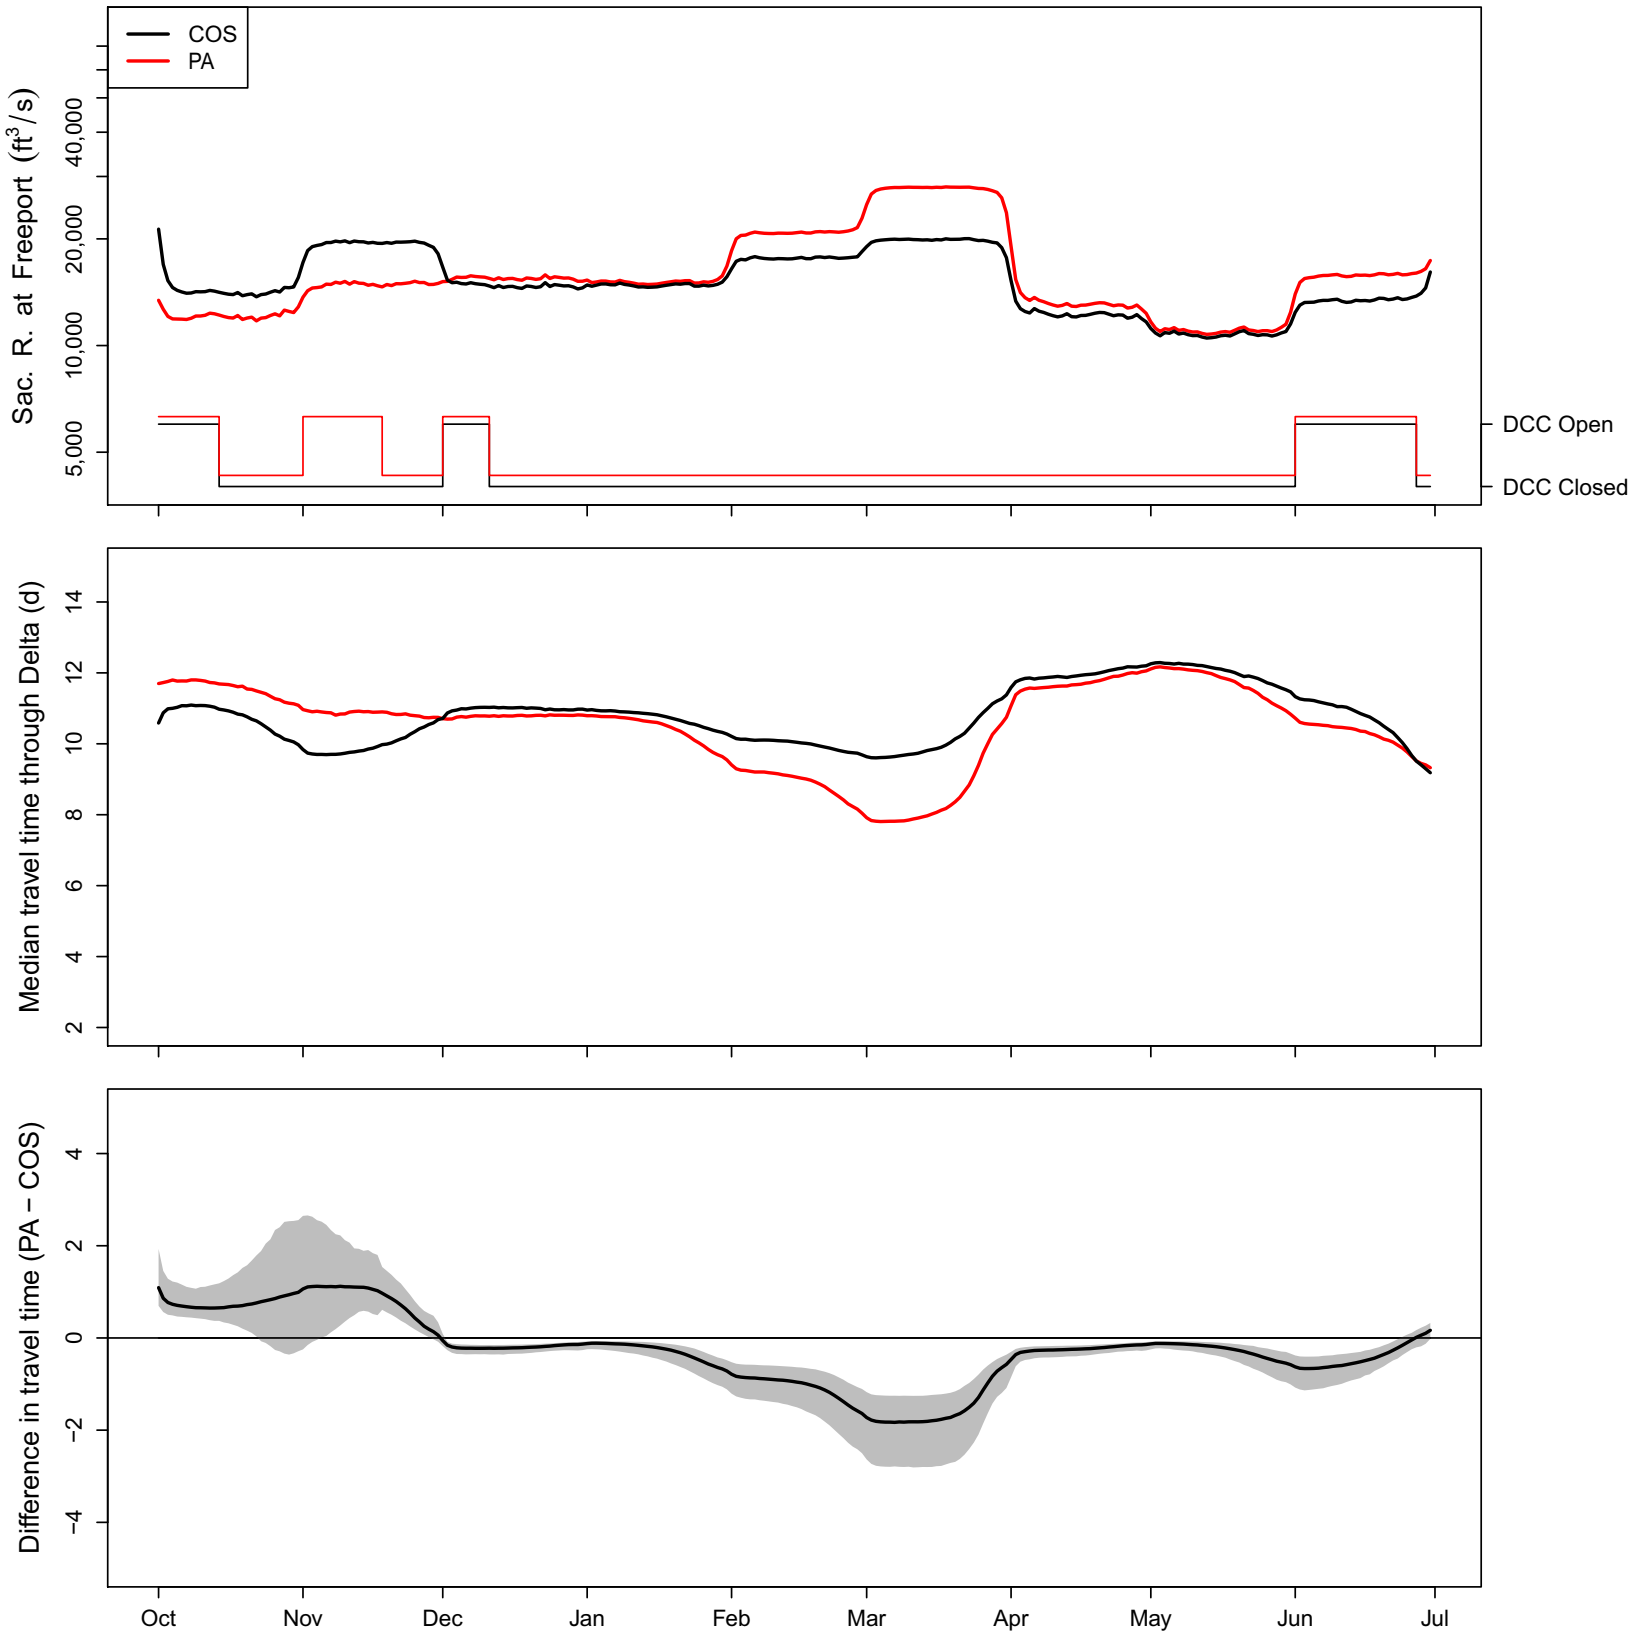 COS
PA
Sac. R. at Freeport (ft³/s)
40,000
20,000
10,000
5,000
DCC Open
DCC Closed
Median travel time through Delta (d)
14
12
10
8
6
4
2
Difference in travel time (PA − COS)
4
2
0
−2
−4
Oct Nov Dec Jan Feb Mar Apr May Jun Jul